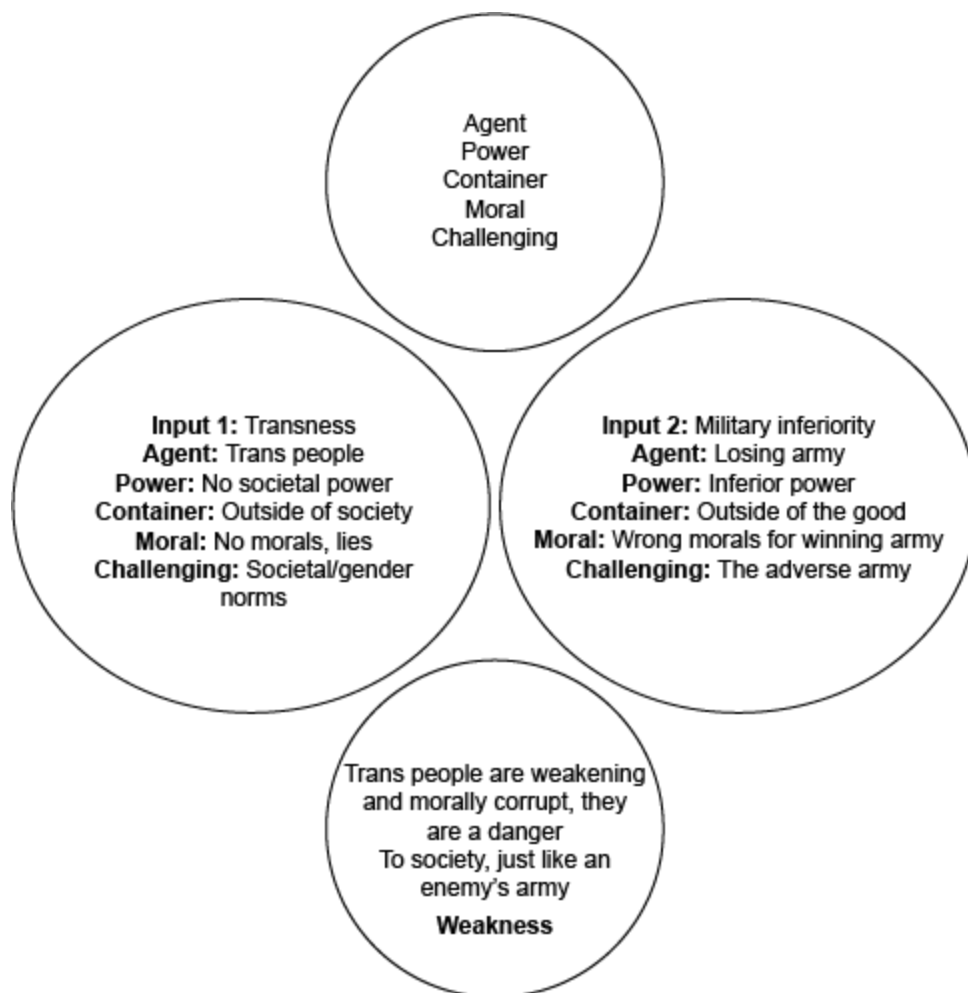 Agent
Power
Container
Moral
Challenging
Input 1: Transness
Agent: Trans people
Power: No societal power
Container: Outside of society
Moral: No morals, lies
Challenging: Societal/gender
norms
Input 2: Military inferiority
Agent: Losing army
Power: Inferior power
Container: Outside of the good
Moral: Wrong morals for winning army
Challenging: The adverse army
Trans people are weakening
and morally corrupt, they
are a danger
To society, just like an
enemy’s army
Weakness